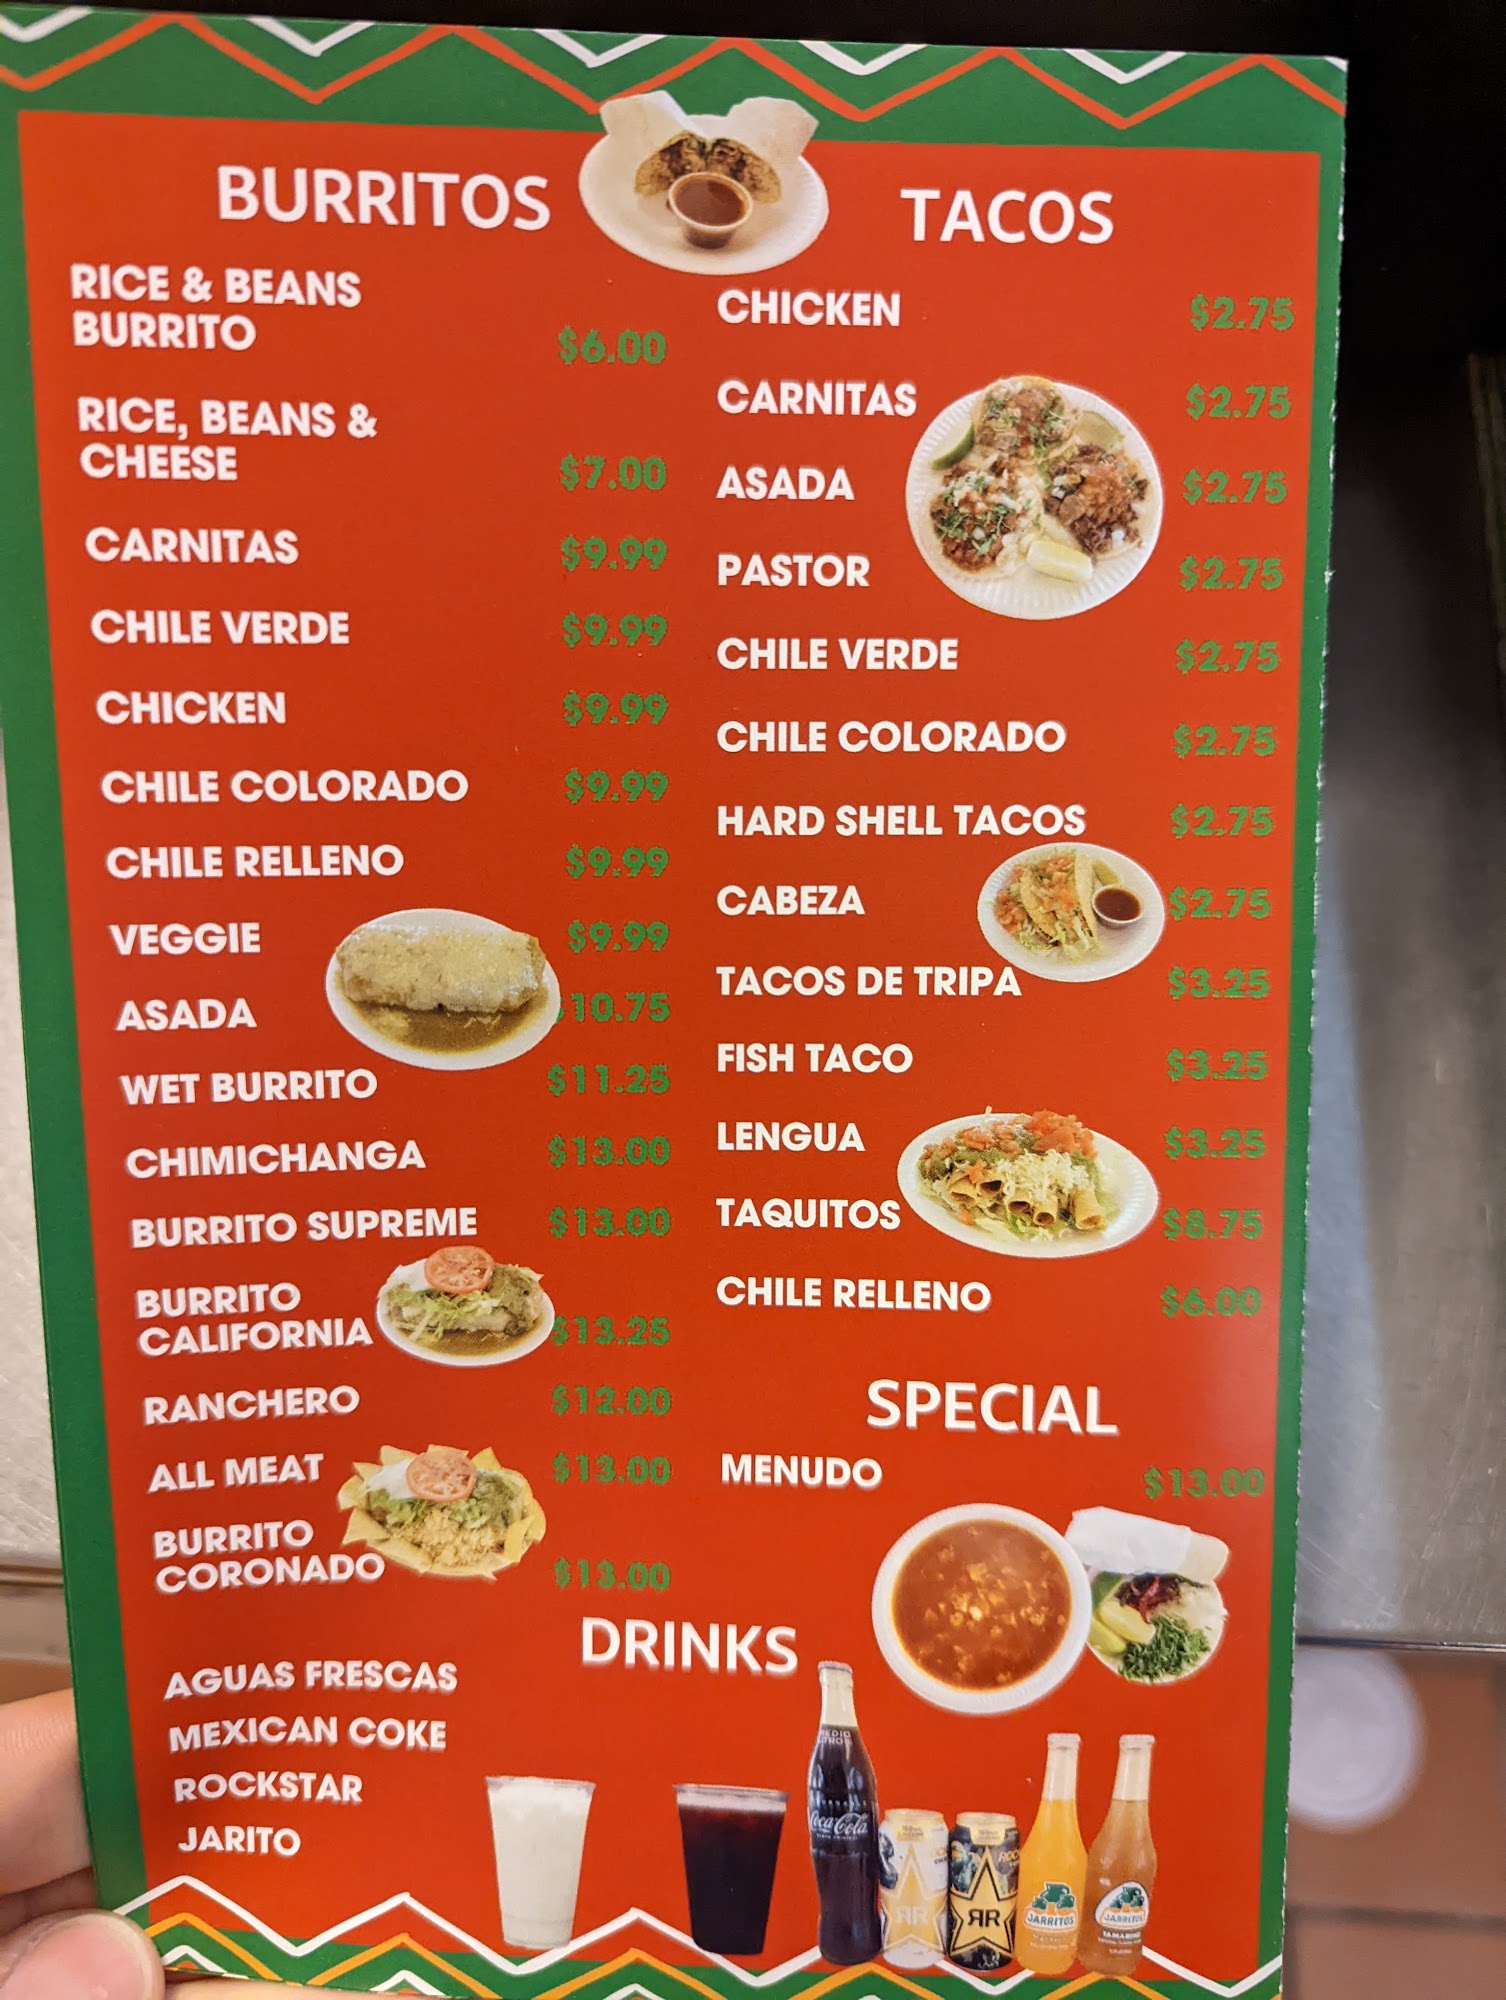 BURRITOS
RICE & BEANS
BURRITO
$6.00
RICE, BEANS &
CHEESE
$7.00
CARNITAS $9.99
CHILE VERDE $9.99
CHICKEN $9.99
CHILE COLORADO $9.99
CHILE RELLENO $9.99
VEGGIE $9.99
ASADA $10.75
WET BURRITO $11.25
CHIMICHANGA $13.00
BURRITO SUPREME $13.00
BURRITO
CALIFORNIA $13.25
RANCHERO $12.00
ALL MEAT $13.00
BURRITO
CORONADO $13.00
TACOS
CHICKEN $2.75
CARNITAS $2.75
ASADA $2.75
PASTOR $2.75
CHILE VERDE $2.75
CHILE COLORADO $2.75
HARD SHELL TACOS $2.75
CABEZA $2.75
TACOS DE TRIPA $3.25
FISH TACO $3.25
LENGUA $3.25
TAQUITOS $8.75
CHILE RELLENO $6.00
SPECIAL
MENUDO $13.00
DRINKS
AGUAS FRESCAS
MEXICAN COKE
ROCKSTAR
JARITO
MEDIO
LITRO
Coca-Cola
JARRITOS
JARRITOS
TAMARIND